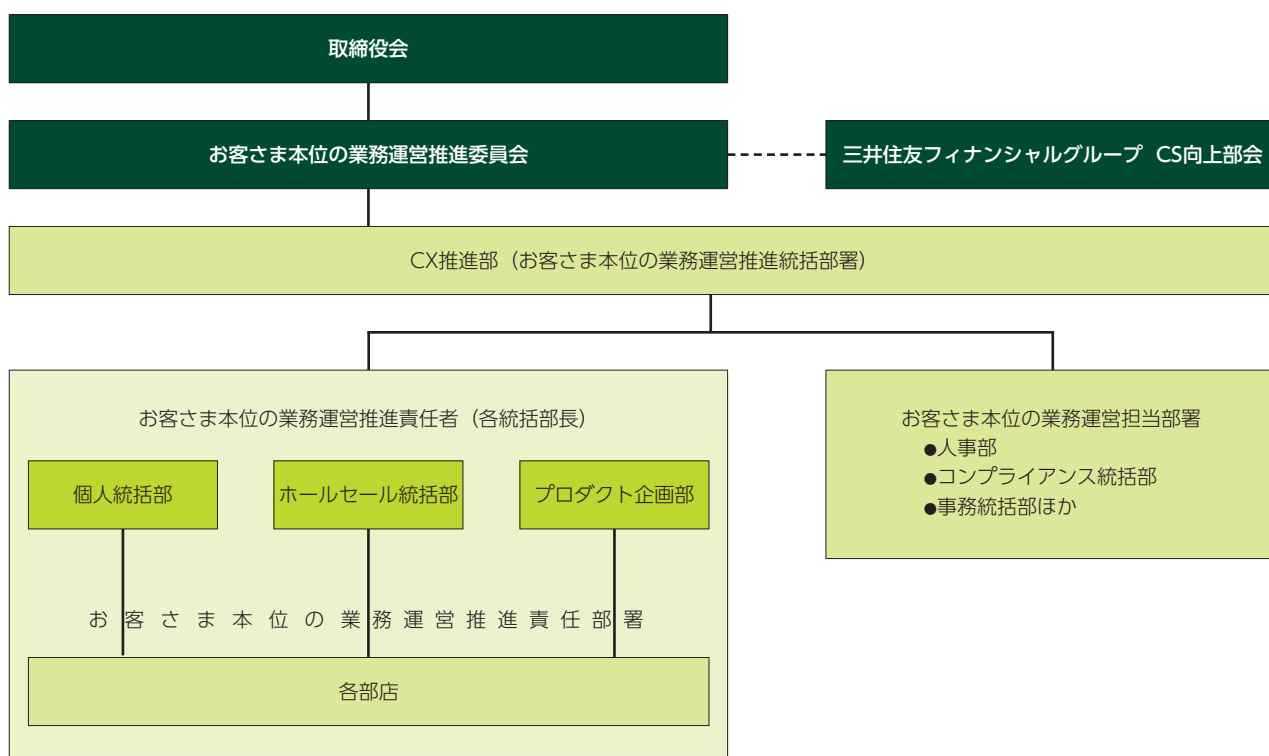 取締役会
お客さま本位の業務運営推進委員会
三井住友フィナンシャルグループ CS向上部会
CX推進部（お客さま本位の業務運営推進統括部署）
お客さま本位の業務運営推進責任者（各統括部長）
個人統括部
ホールセール統括部
プロダクト企画部
お客さま本位の業務運営推進責任部署
各部店
お客さま本位の業務運営担当部署
●人事部
●コンプライアンス統括部
●事務統括部ほか